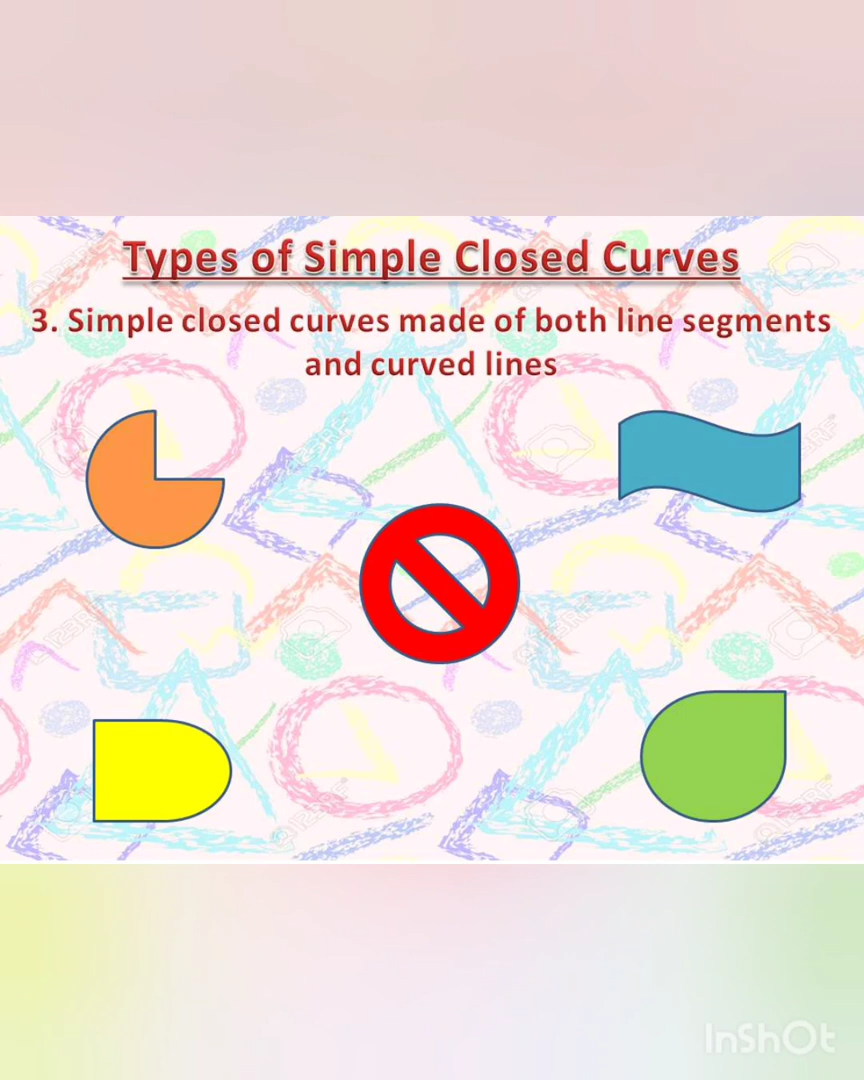 Types of Simple Closed Curves
3. Simple closed curves made of both line segments
and curved lines
InShOt